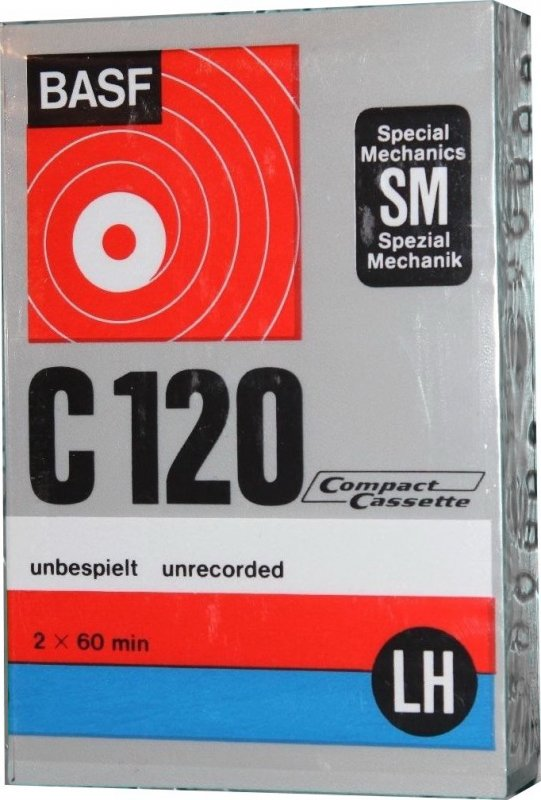 BASF
Special
Mechanics
SM
Spezial
Mechanik
C 120
Compact
Cassette
unbespielt unrecorded
2 × 60 min
LH